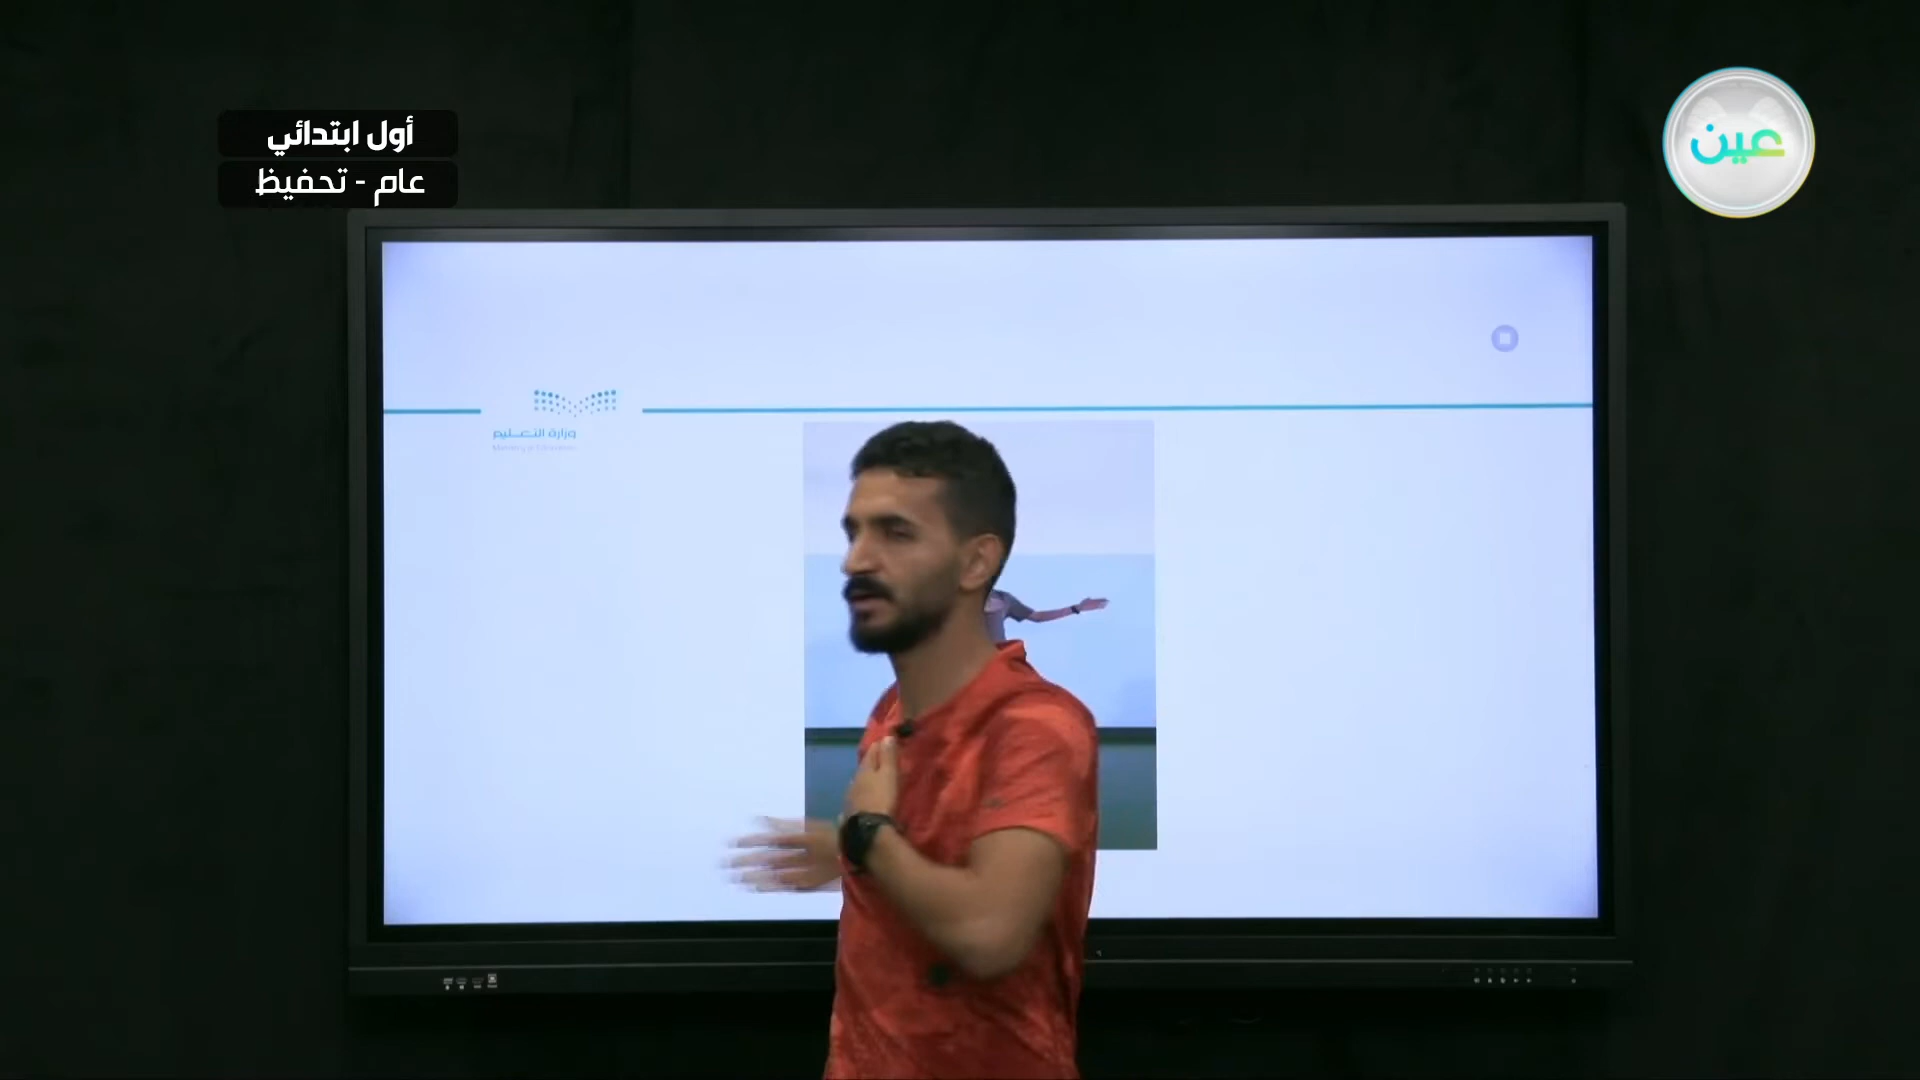 أول ابتدائي
عام - تحفيظ
عين
وزارة التعليم